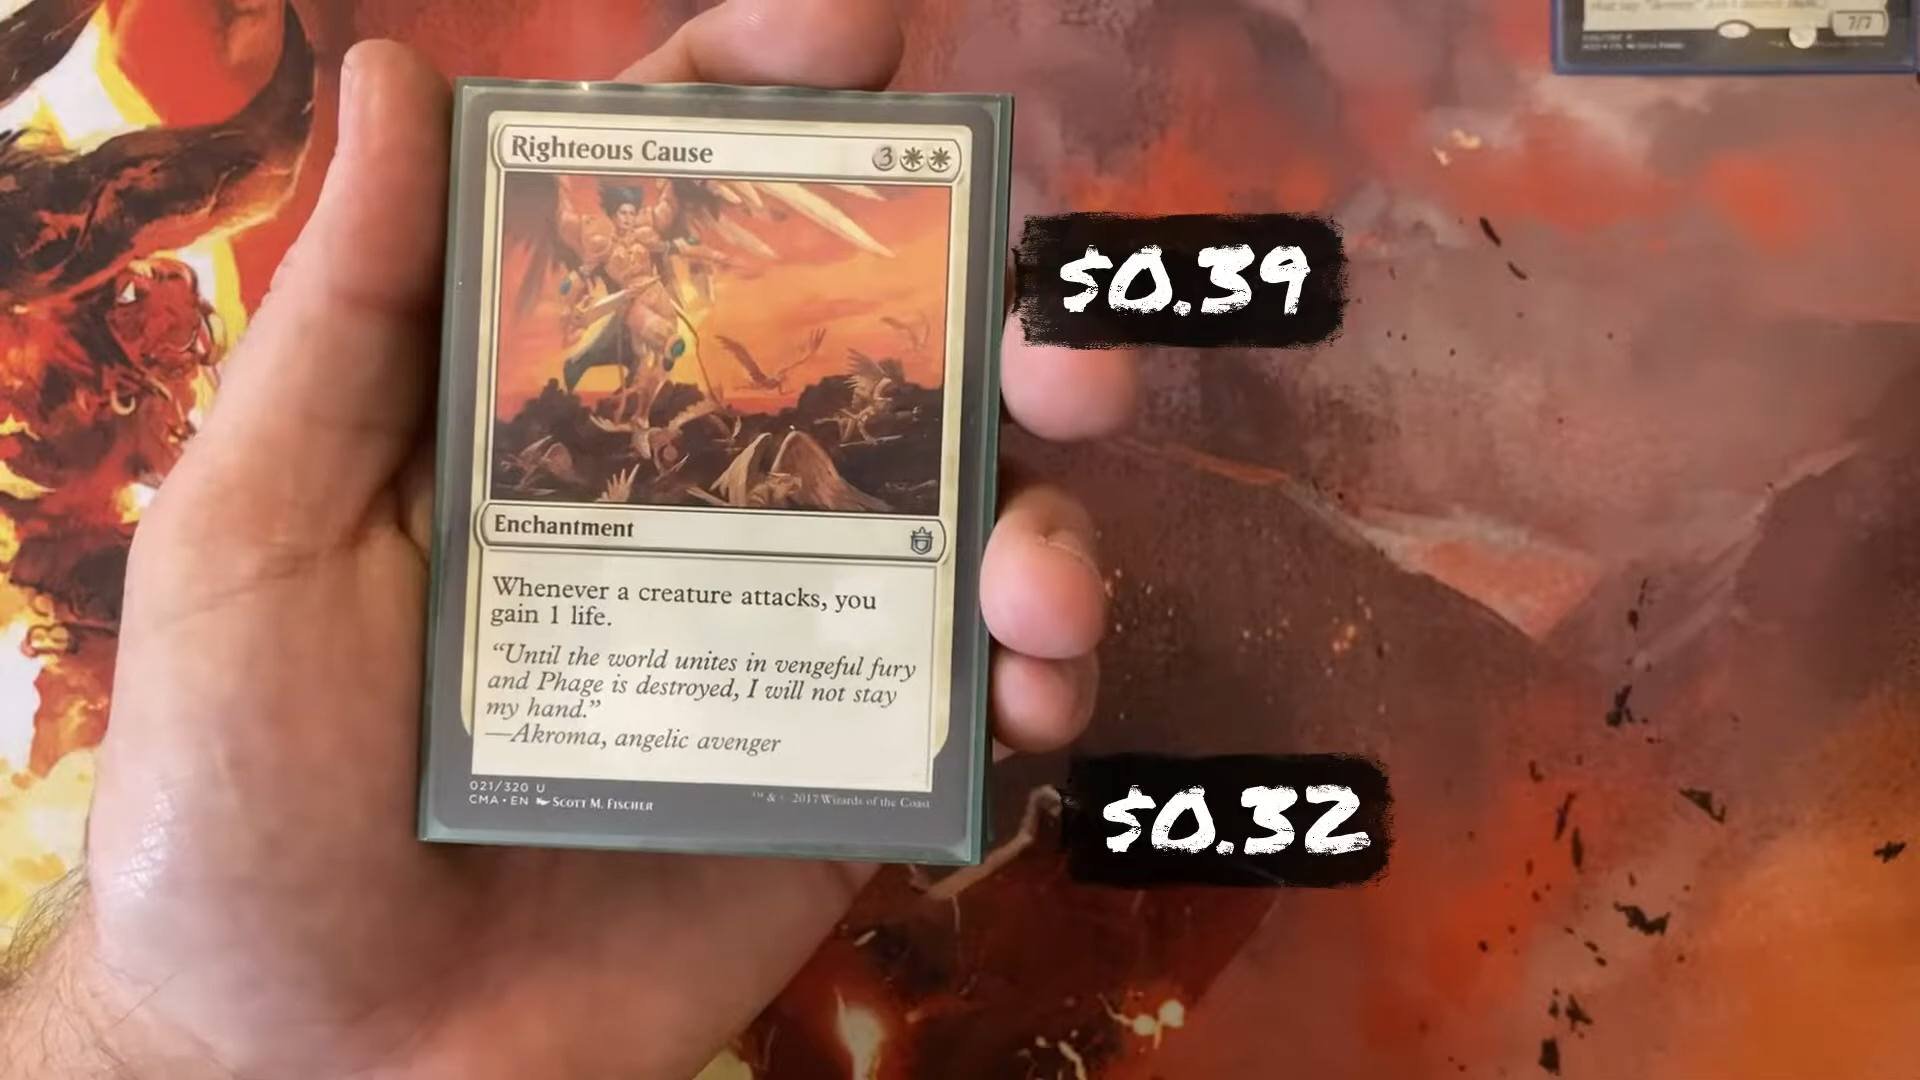 7/7
Righteous Cause
3
$0.39
Enchantment
Whenever a creature attacks, you
gain 1 life.
“Until the world unites in vengeful fury
and Phage is destroyed, I will not stay
my hand.”
—Akroma, angelic avenger
$0.32
021/320 U
CMA • EN Scott M. Fischer
™ & © 2017 Wizards of the Coast